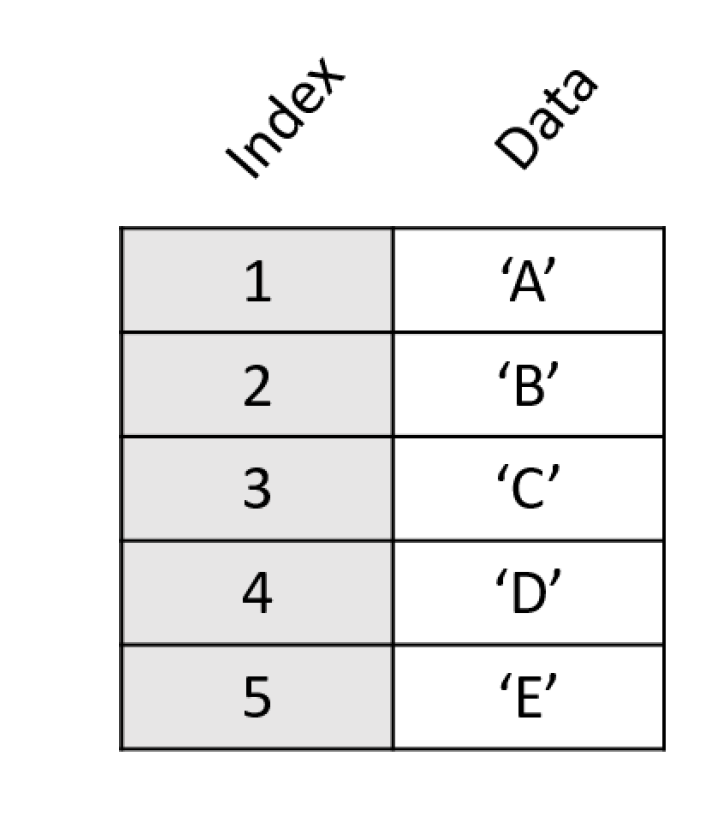 Index Data
1 ‘A’
2 ‘B’
3 ‘C’
4 ‘D’
5 ‘E’